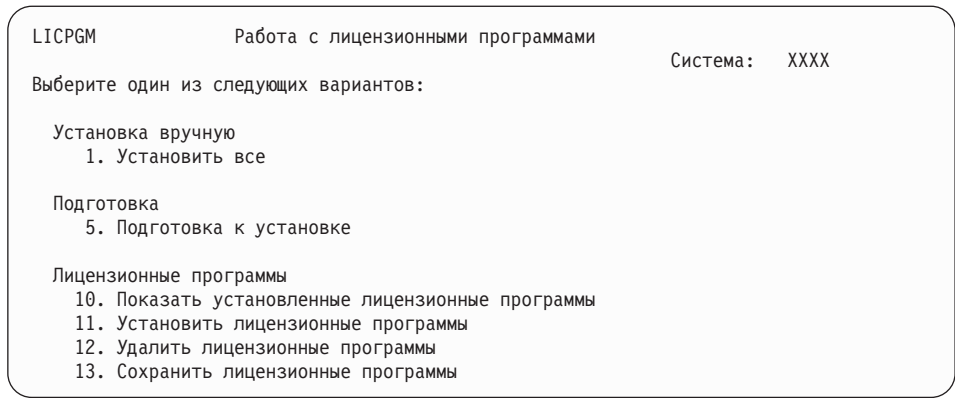 LICPGM Работа с лицензионными программами
Система: XXXX
Выберите один из следующих вариантов:
Установка вручную
1. Установить все
Подготовка
5. Подготовка к установке
Лицензионные программы
10. Показать установленные лицензионные программы
11. Установить лицензионные программы
12. Удалить лицензионные программы
13. Сохранить лицензионные программы